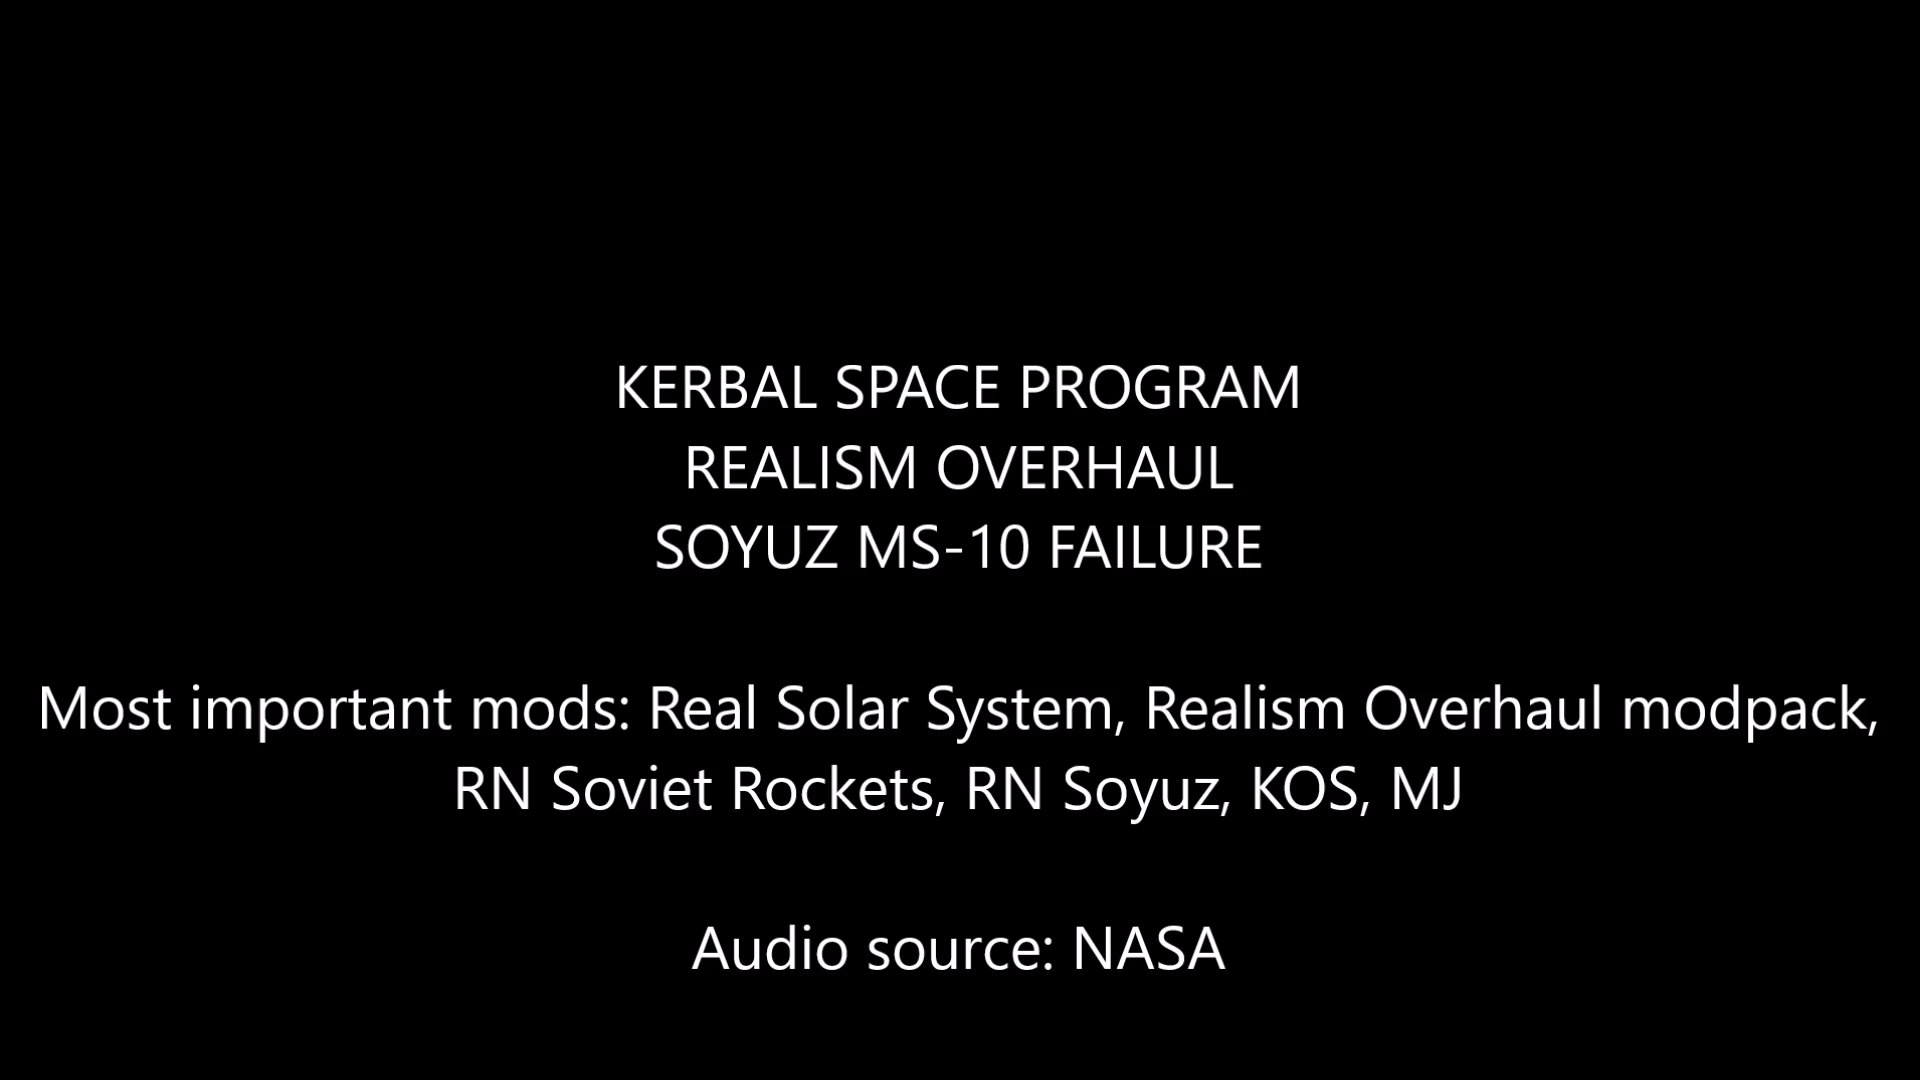 KERBAL SPACE PROGRAM
REALISM OVERHAUL
SOYUZ MS-10 FAILURE
Most important mods: Real Solar System, Realism Overhaul modpack,
RN Soviet Rockets, RN Soyuz, KOS, MJ
Audio source: NASA